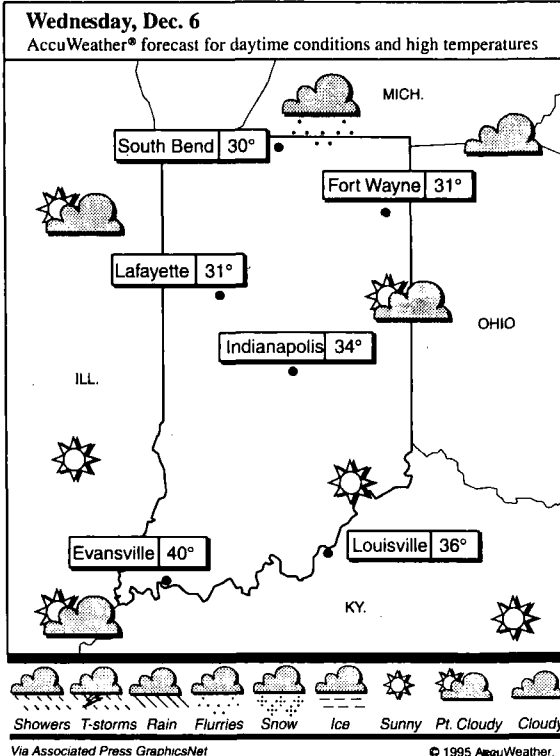 Wednesday, Dec. 6
AccuWeather® forecast for daytime conditions and high temperatures
MICH.
South Bend 30°
Fort Wayne 31°
Lafayette 31°
OHIO
Indianapolis 34°
ILL.
Evansville 40°
Louisville 36°
KY.
Showers T-storms Rain Flurries Snow Ice Sunny Pt. Cloudy Cloudy
Via Associated Press GraphicsNet © 1995 AccuWeather